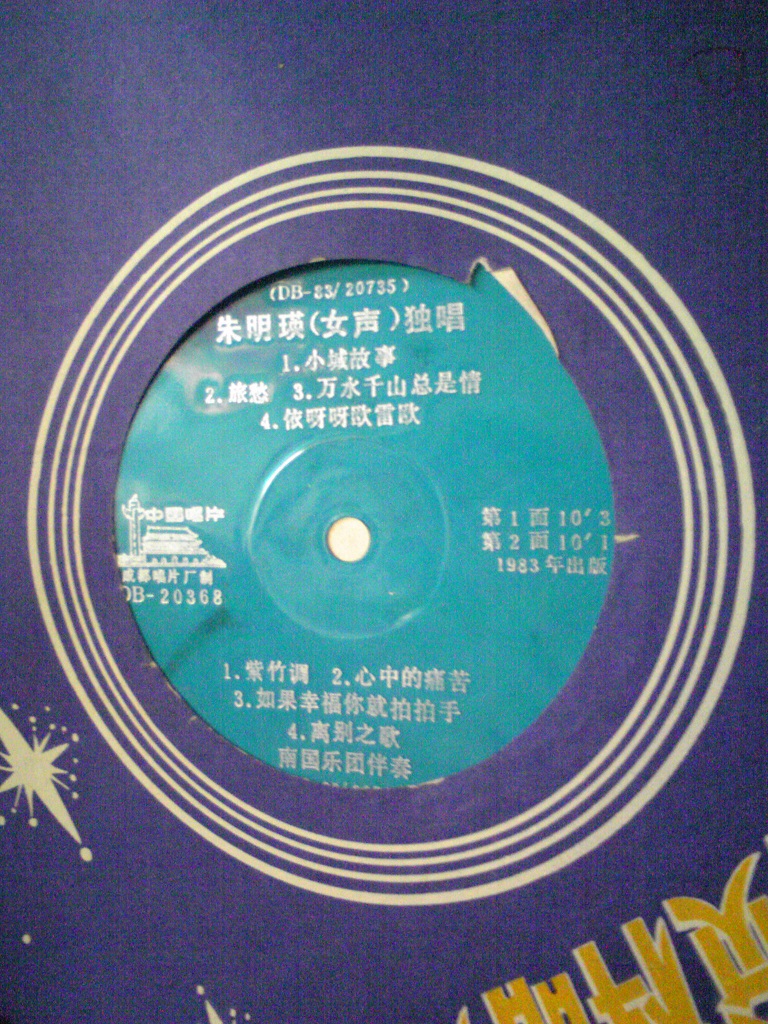 (DB-83/20735)
朱明瑛(女声)独唱
1.小城故事
2.旅愁 3.万水千山总是情
4.依呀呀欧雷欧
中国唱片
成都唱片厂制
DB-20368
第1面10′3
第2面10′1
1983年出版
1.紫竹调 2.心中的痛苦
3.如果幸福你就拍拍手
4.离别之歌
南国乐团伴奏